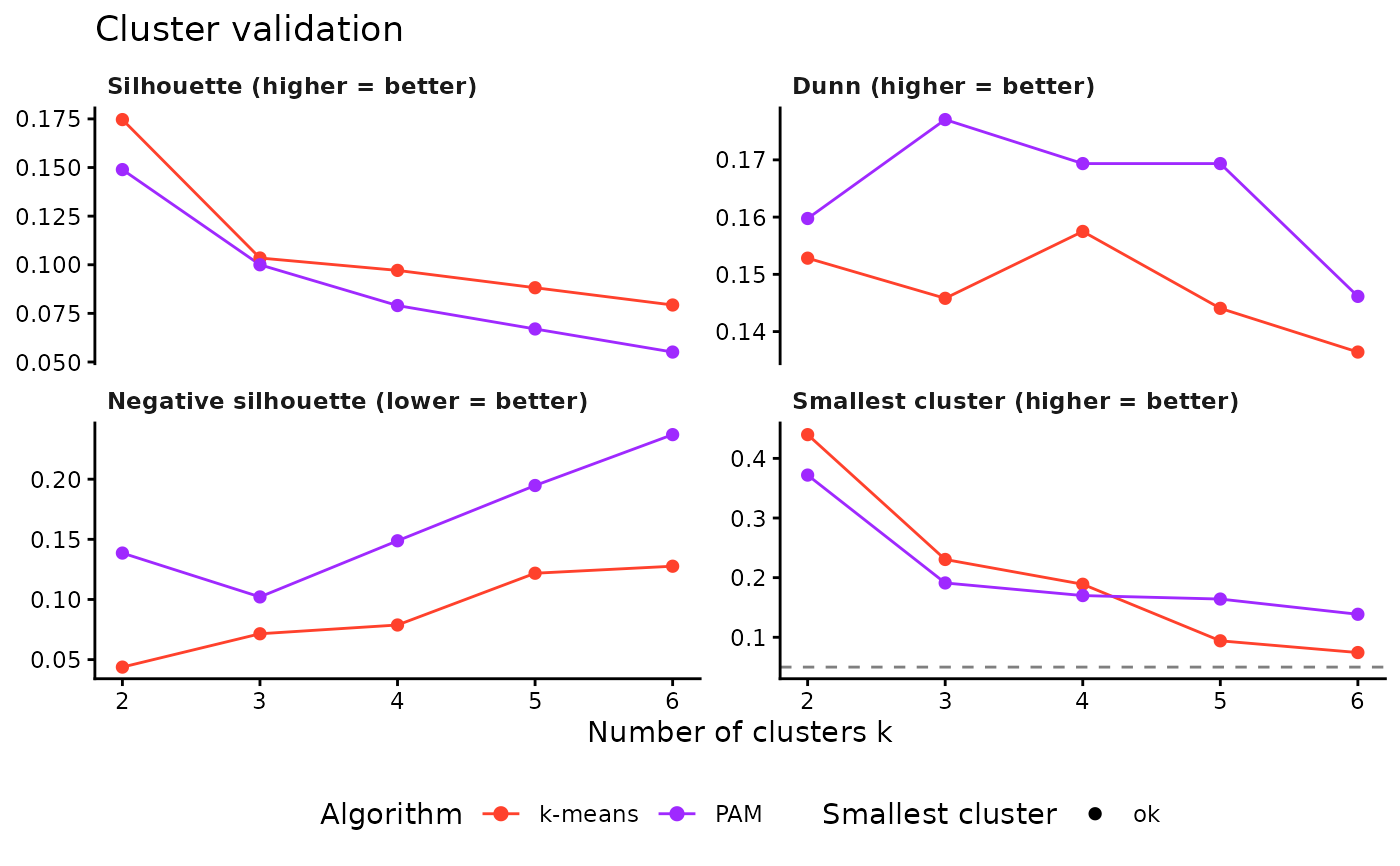 Cluster validation
Silhouette (higher = better)
0.175
0.150
0.125
0.100
0.075
0.050
Dunn (higher = better)
0.17
0.16
0.15
0.14
Negative silhouette (lower = better)
0.20
0.15
0.10
0.05
2 3 4 5 6
Smallest cluster (higher = better)
0.4
0.3
0.2
0.1
2 3 4 5 6
Number of clusters k
Algorithm k-means PAM Smallest cluster ok